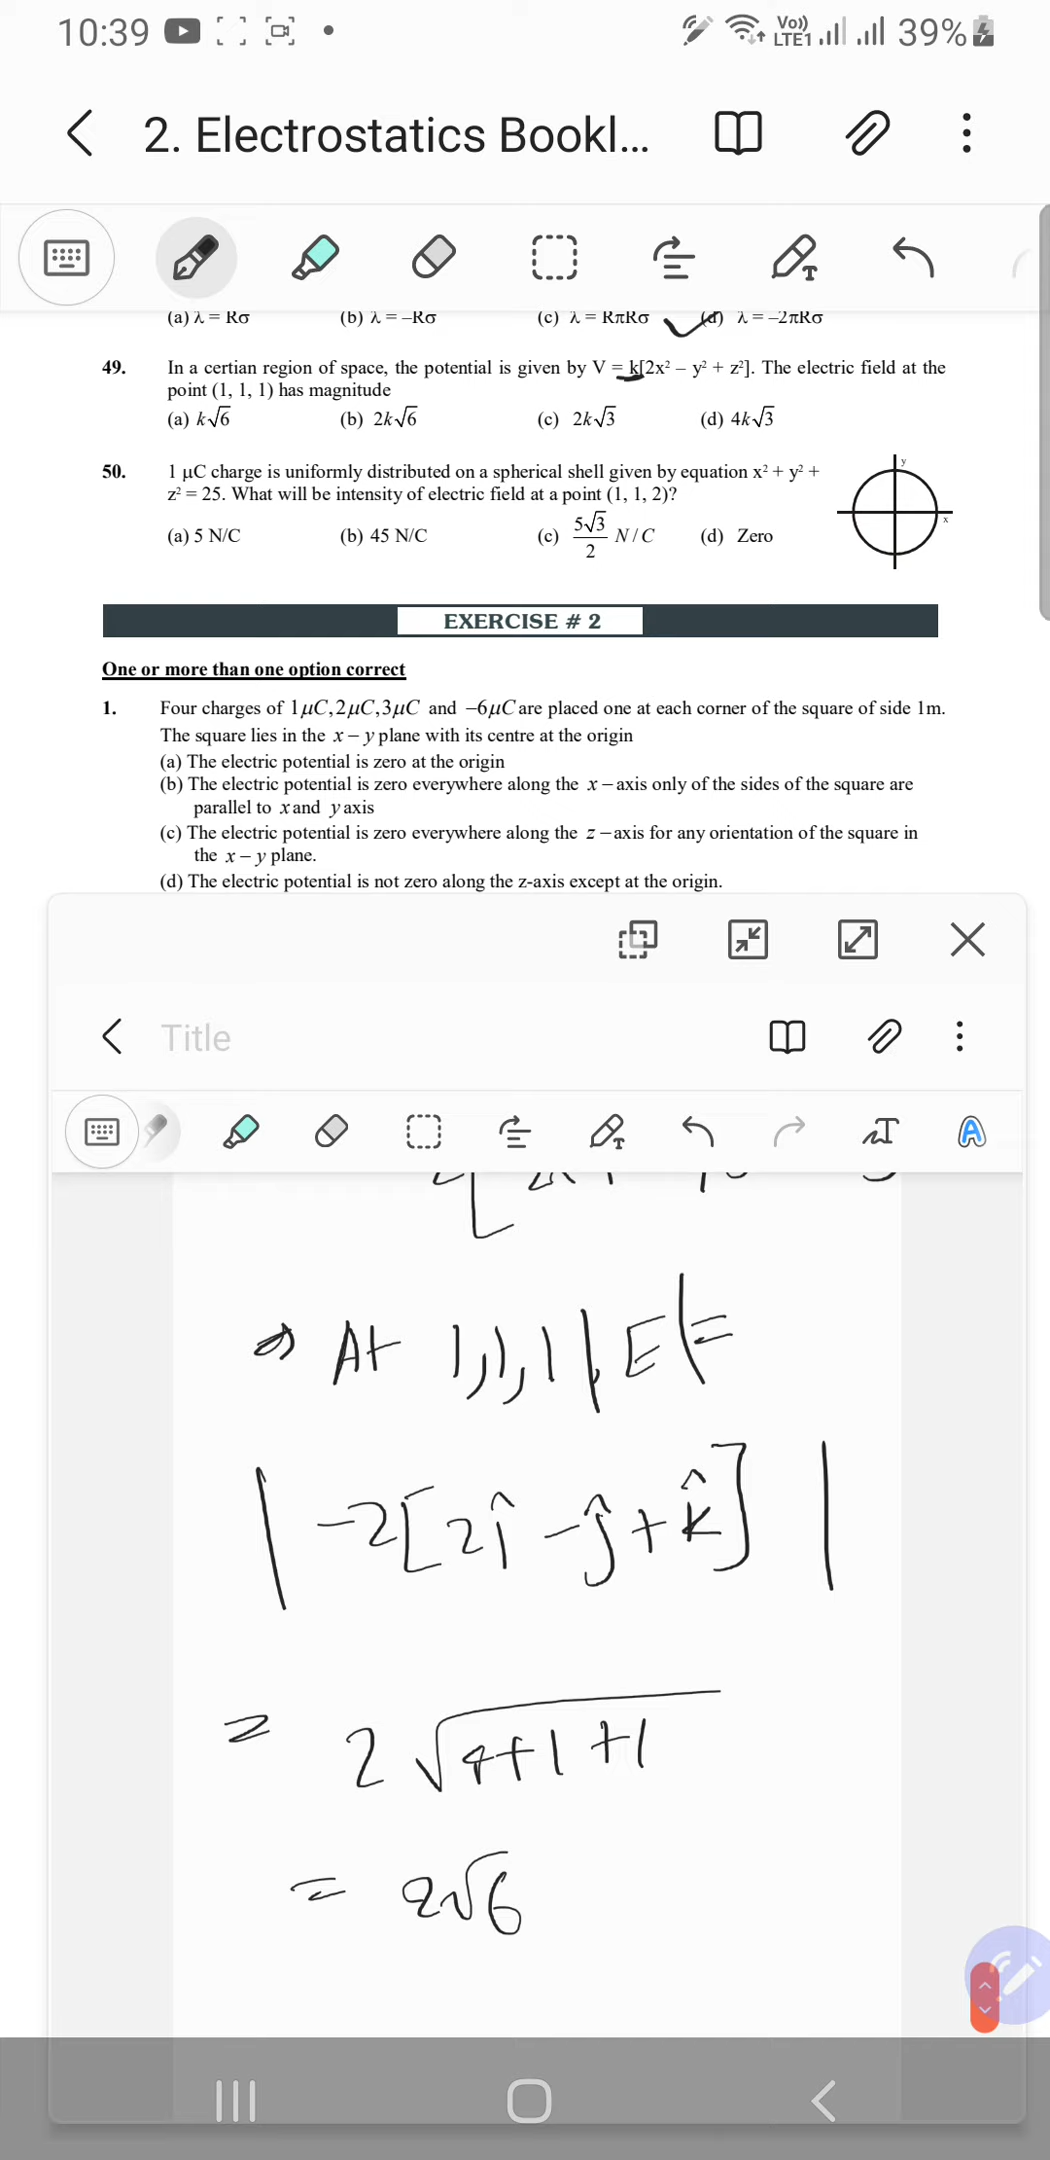 10:39 Vo)) LTE1 39%
2. Electrostatics Bookl...
(a) λ = Rσ (b) λ = –Rσ (c) λ = RπRσ (d) λ = –2πRσ
49. In a certian region of space, the potential is given by V = k[2x² – y² + z²]. The electric field at the
point (1, 1, 1) has magnitude
(a) k√6 (b) 2k√6 (c) 2k√3 (d) 4k√3
50. 1 μC charge is uniformly distributed on a spherical shell given by equation x² + y² +
z² = 25. What will be intensity of electric field at a point (1, 1, 2)?
(a) 5 N/C (b) 45 N/C (c) 5√3/2 N/C (d) Zero
y
x
EXERCISE # 2
One or more than one option correct
1. Four charges of 1μC,2μC,3μC and −6μC are placed one at each corner of the square of side 1m.
The square lies in the x − y plane with its centre at the origin
(a) The electric potential is zero at the origin
(b) The electric potential is zero everywhere along the x − axis only of the sides of the square are
parallel to x and y axis
(c) The electric potential is zero everywhere along the z − axis for any orientation of the square in
the x − y plane.
(d) The electric potential is not zero along the z-axis except at the origin.
Title
T
A
At 1,1,1 |E|=
| -2[2î -ĵ + k̂] |
= 2√4+1+1
= 2√6